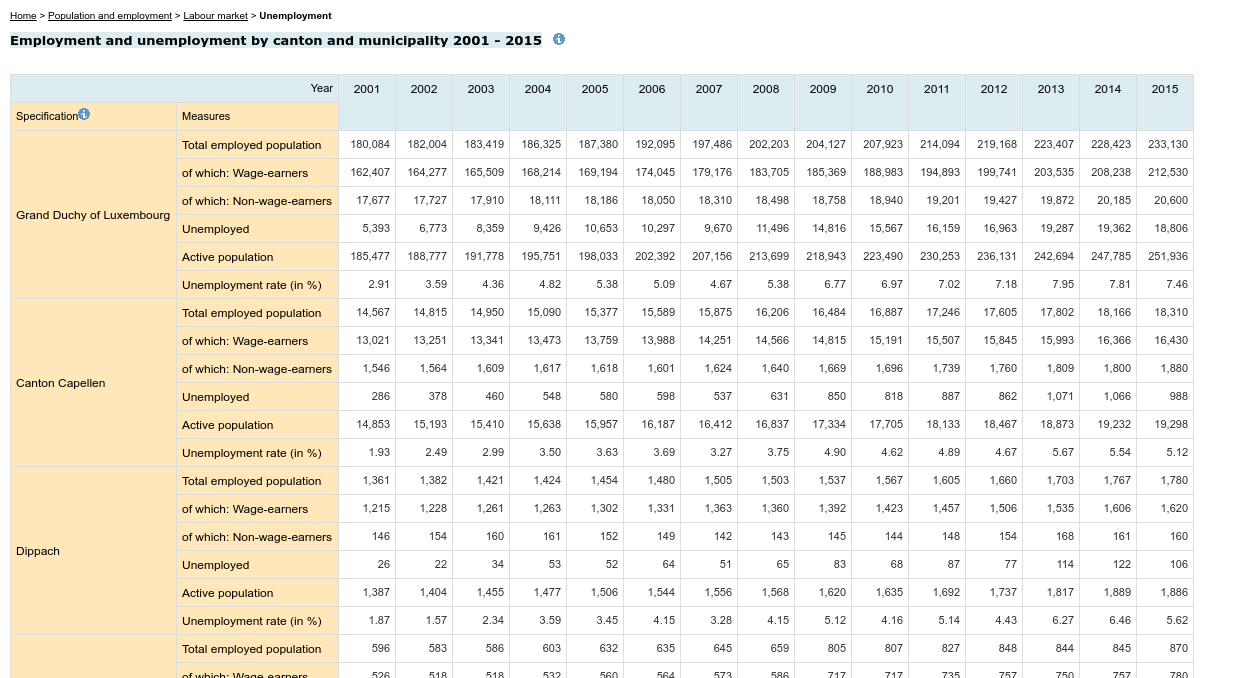 Home > Population and employment > Labour market > Unemployment
Employment and unemployment by canton and municipality 2001 - 2015
Year 2001 2002 2003 2004 2005 2006 2007 2008 2009 2010 2011 2012 2013 2014 2015
Specification Measures
Grand Duchy of Luxembourg
Total employed population 180,084 182,004 183,419 186,325 187,380 192,095 197,486 202,203 204,127 207,923 214,094 219,168 223,407 228,423 233,130
of which: Wage-earners 162,407 164,277 165,509 168,214 169,194 174,045 179,176 183,705 185,369 188,983 194,893 199,741 203,535 208,238 212,530
of which: Non-wage-earners 17,677 17,727 17,910 18,111 18,186 18,050 18,310 18,498 18,758 18,940 19,201 19,427 19,872 20,185 20,600
Unemployed 5,393 6,773 8,359 9,426 10,653 10,297 9,670 11,496 14,816 15,567 16,159 16,963 19,287 19,362 18,806
Active population 185,477 188,777 191,778 195,751 198,033 202,392 207,156 213,699 218,943 223,490 230,253 236,131 242,694 247,785 251,936
Unemployment rate (in %) 2.91 3.59 4.36 4.82 5.38 5.09 4.67 5.38 6.77 6.97 7.02 7.18 7.95 7.81 7.46
Canton Capellen
Total employed population 14,567 14,815 14,950 15,090 15,377 15,589 15,875 16,206 16,484 16,887 17,246 17,605 17,802 18,166 18,310
of which: Wage-earners 13,021 13,251 13,341 13,473 13,759 13,988 14,251 14,566 14,815 15,191 15,507 15,845 15,993 16,366 16,430
of which: Non-wage-earners 1,546 1,564 1,609 1,617 1,618 1,601 1,624 1,640 1,669 1,696 1,739 1,760 1,809 1,800 1,880
Unemployed 286 378 460 548 580 598 537 631 850 818 887 862 1,071 1,066 988
Active population 14,853 15,193 15,410 15,638 15,957 16,187 16,412 16,837 17,334 17,705 18,133 18,467 18,873 19,232 19,298
Unemployment rate (in %) 1.93 2.49 2.99 3.50 3.63 3.69 3.27 3.75 4.90 4.62 4.89 4.67 5.67 5.54 5.12
Dippach
Total employed population 1,361 1,382 1,421 1,424 1,454 1,480 1,505 1,503 1,537 1,567 1,605 1,660 1,703 1,767 1,780
of which: Wage-earners 1,215 1,228 1,261 1,263 1,302 1,331 1,363 1,360 1,392 1,423 1,457 1,506 1,535 1,606 1,620
of which: Non-wage-earners 146 154 160 161 152 149 142 143 145 144 148 154 168 161 160
Unemployed 26 22 34 53 52 64 51 65 83 68 87 77 114 122 106
Active population 1,387 1,404 1,455 1,477 1,506 1,544 1,556 1,568 1,620 1,635 1,692 1,737 1,817 1,889 1,886
Unemployment rate (in %) 1.87 1.57 2.34 3.59 3.45 4.15 3.28 4.15 5.12 4.16 5.14 4.43 6.27 6.46 5.62
Total employed population 596 583 586 603 632 635 645 659 805 807 827 848 844 845 870
of which: Wage-earners 526 518 518 532 560 564 573 586 717 717 735 757 750 757 780